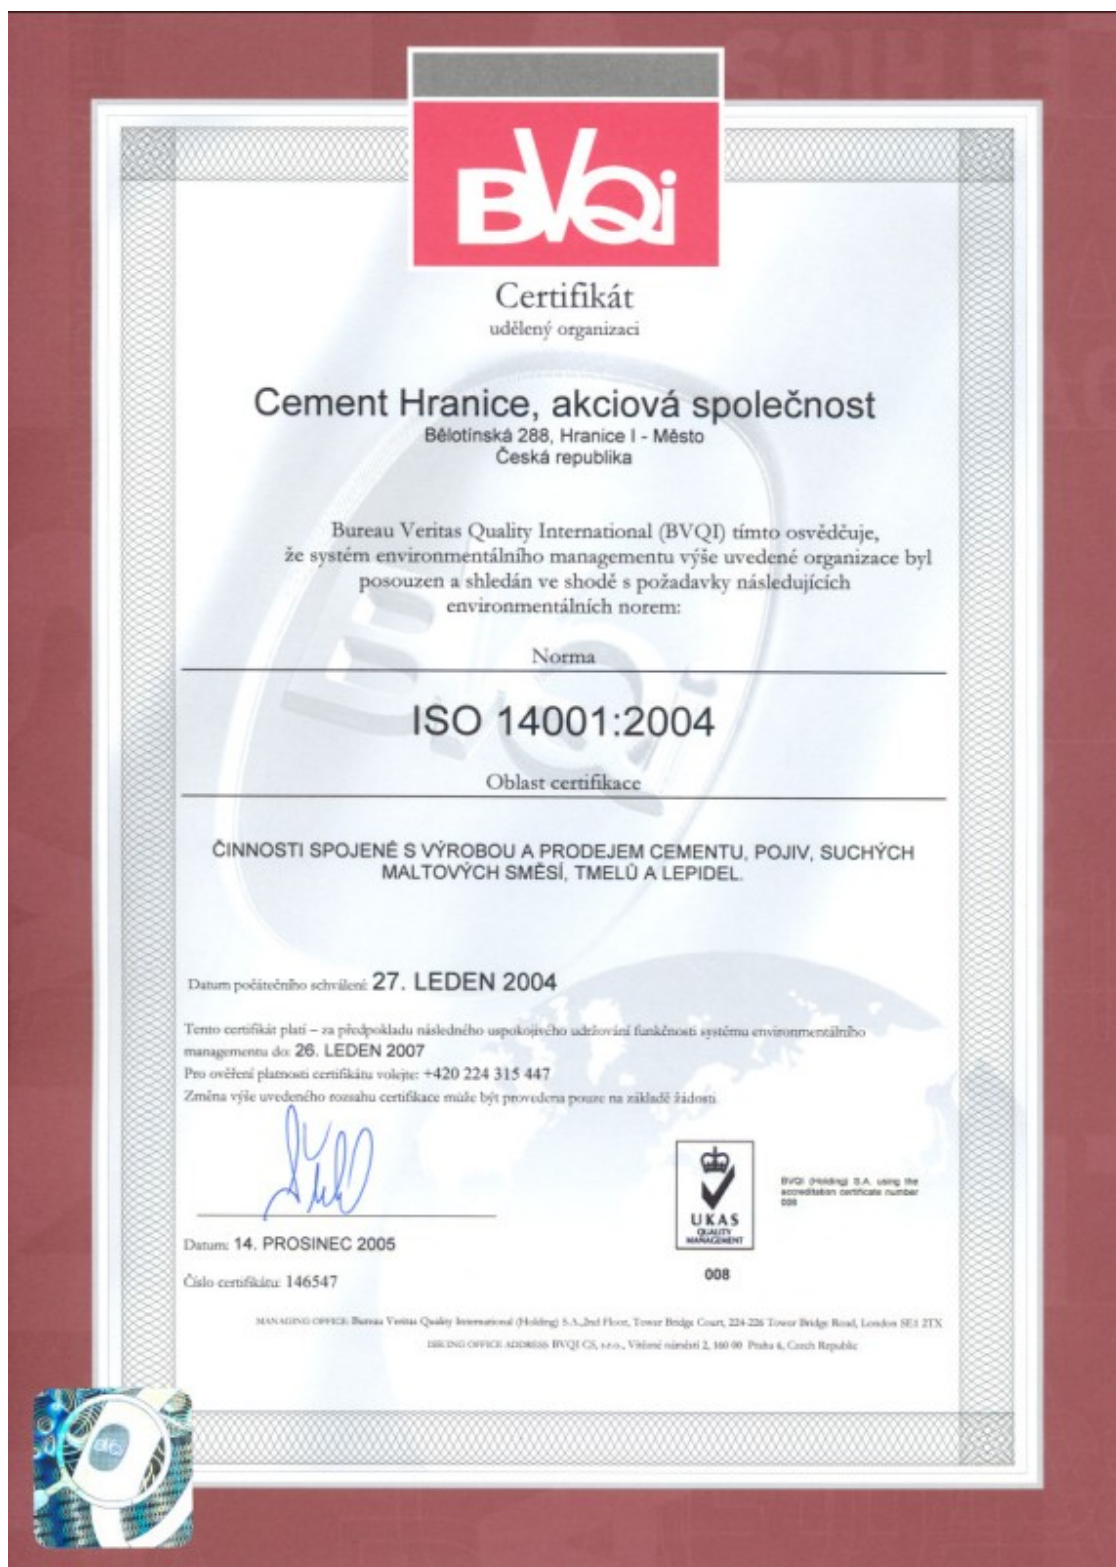 BVQi
Certifikát
udělený organizaci
Cement Hranice, akciová společnost
Bělotínská 288, Hranice I - Město
Česká republika
Bureau Veritas Quality International (BVQI) tímto osvědčuje,
že systém environmentálního managementu výše uvedené organizace byl
posouzen a shledán ve shodě s požadavky následujících
environmentálních norem:
Norma
ISO 14001:2004
Oblast certifikace
ČINNOSTI SPOJENÉ S VÝROBOU A PRODEJEM CEMENTU, POJIV, SUCHÝCH
MALTOVÝCH SMĚSÍ, TMELŮ A LEPIDEL.
Datum počátečního schválení: 27. LEDEN 2004
Tento certifikát platí – za předpokladu následného uspokojivého udržování funkčnosti systému environmentálního
managementu do: 26. LEDEN 2007
Pro ověření platnosti certifikátu volejte: +420 224 315 447
Změna výše uvedeného rozsahu certifikace může být provedena pouze na základě žádosti.
UKAS
QUALITY
MANAGEMENT
008
BVQI (Holding) S.A. using the
accreditation certificate number
008
Datum: 14. PROSINEC 2005
Číslo certifikátu: 146547
MANAGING OFFICE: Bureau Veritas Quality International (Holding) S.A.,2nd Floor, Tower Bridge Court, 224-226 Tower Bridge Road, London SE1 2TX
ISSUING OFFICE ADDRESS: BVQI CS, s.r.o., Vítězné náměstí 2, 160 00 Praha 6, Czech Republic